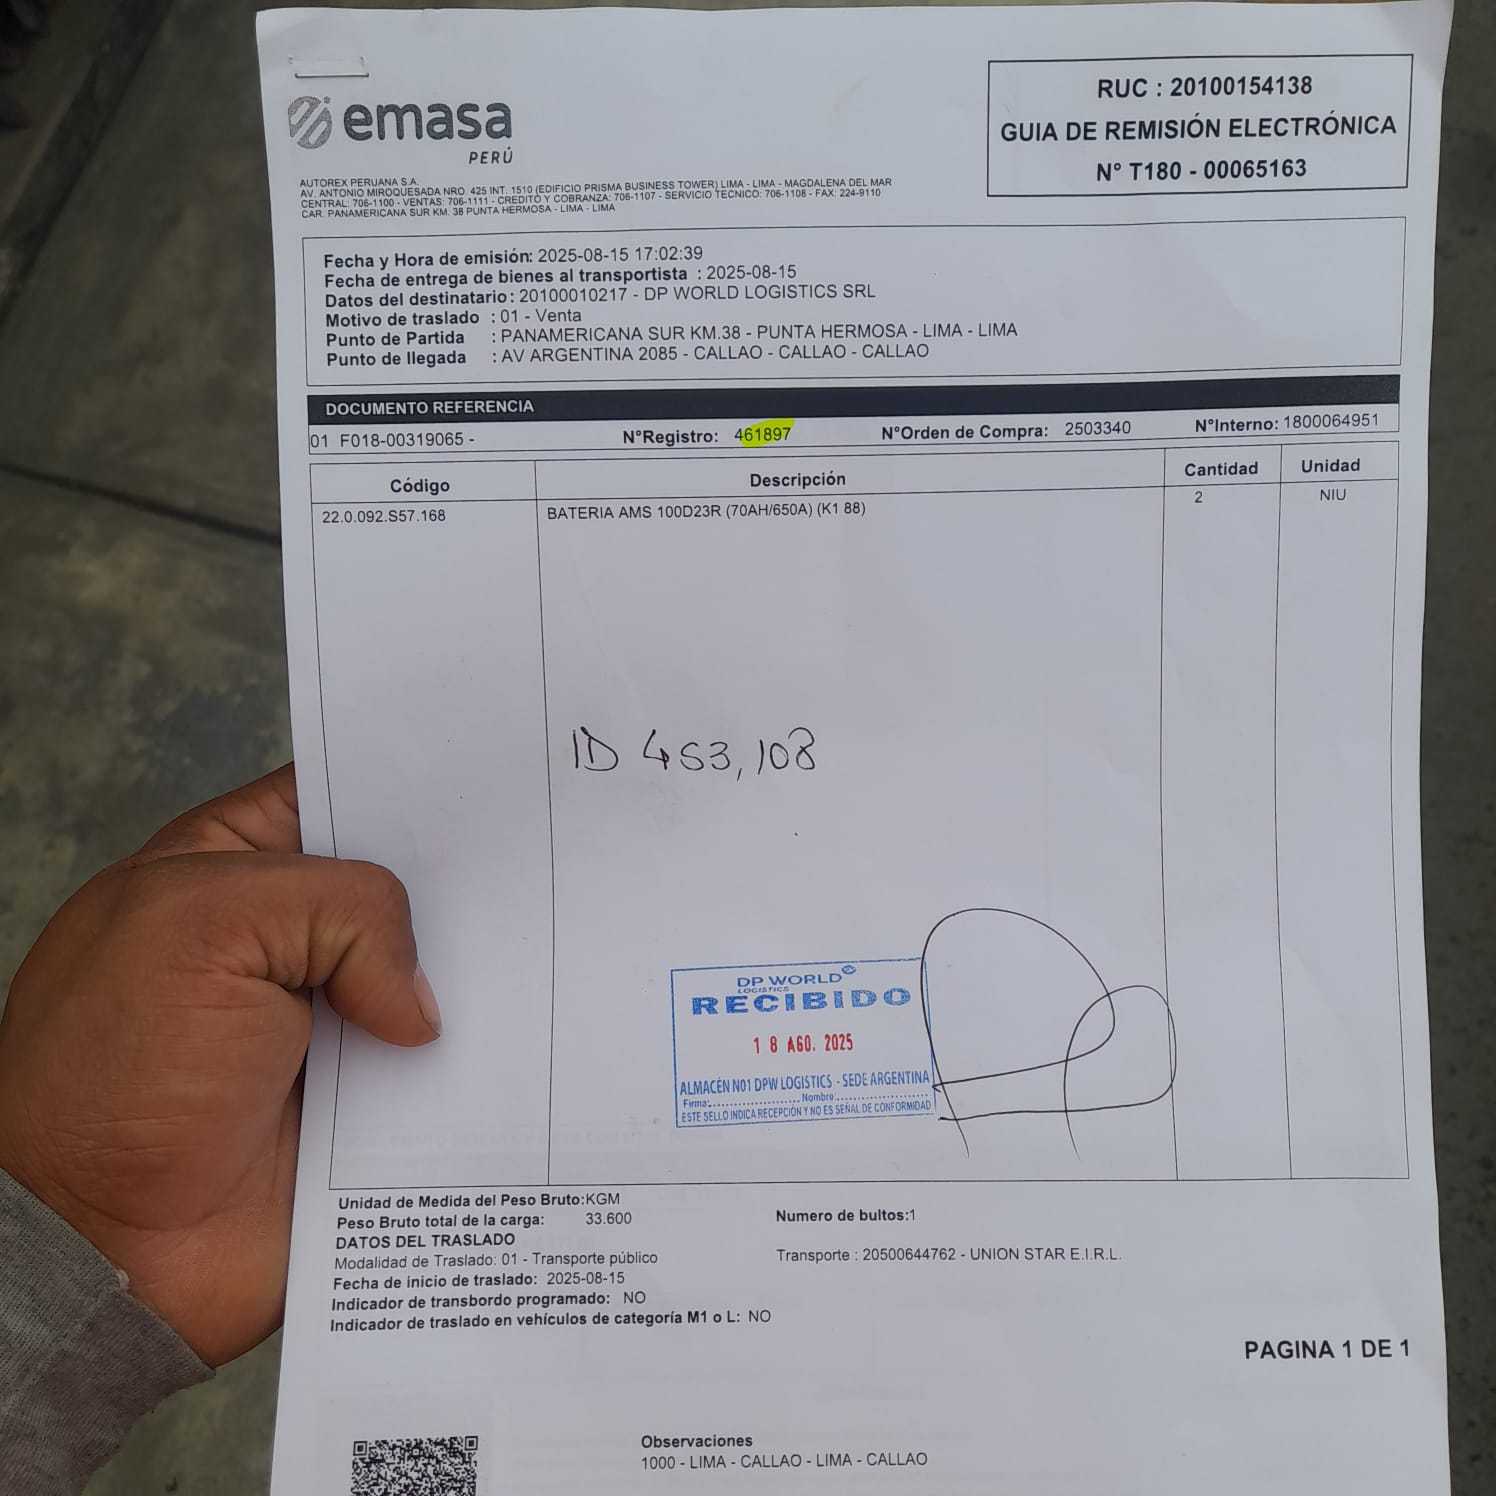 emasa
PERÚ
RUC : 20100154138
GUIA DE REMISIÓN ELECTRÓNICA
N° T180 - 00065163
AUTOREX PERUANA S.A.
AV. ANTONIO MIROQUESADA NRO. 425 INT. 1510 (EDIFICIO PRISMA BUSINESS TOWER) LIMA - LIMA - MAGDALENA DEL MAR
CENTRAL: 706-1100 - VENTAS: 706-1111 - CREDITO Y COBRANZA: 706-1107 - SERVICIO TECNICO: 706-1108 - FAX: 224-9110
CAR. PANAMERICANA SUR KM. 38 PUNTA HERMOSA - LIMA - LIMA
Fecha y Hora de emisión: 2025-08-15 17:02:39
Fecha de entrega de bienes al transportista : 2025-08-15
Datos del destinatario : 20100010217 - DP WORLD LOGISTICS SRL
Motivo de traslado : 01 - Venta
Punto de Partida : PANAMERICANA SUR KM.38 - PUNTA HERMOSA - LIMA - LIMA
Punto de llegada : AV ARGENTINA 2085 - CALLAO - CALLAO - CALLAO
DOCUMENTO REFERENCIA
01 F018-00319065 - N°Registro: 461897 N°Orden de Compra: 2503340 N°Interno: 1800064951
Código Descripción Cantidad Unidad
22.0.092.S57.168 BATERIA AMS 100D23R (70AH/650A) (K1 88) 2 NIU
ID 453,108
DP WORLD
LOGISTICS
RECIBIDO
18 AGO. 2025
ALMACÉN N01 DPW LOGISTICS - SEDE ARGENTINA
Firma:.................... Nombre:....................
ESTE SELLO INDICA RECEPCIÓN Y NO ES SEÑAL DE CONFORMIDAD
Unidad de Medida del Peso Bruto:KGM
Peso Bruto total de la carga: 33.600 Numero de bultos:1
DATOS DEL TRASLADO
Modalidad de Traslado: 01 - Transporte público Transporte : 20500644762 - UNION STAR E.I.R.L.
Fecha de inicio de traslado: 2025-08-15
Indicador de transbordo programado: NO
Indicador de traslado en vehículos de categoría M1 o L: NO
PAGINA 1 DE 1
Observaciones
1000 - LIMA - CALLAO - LIMA - CALLAO